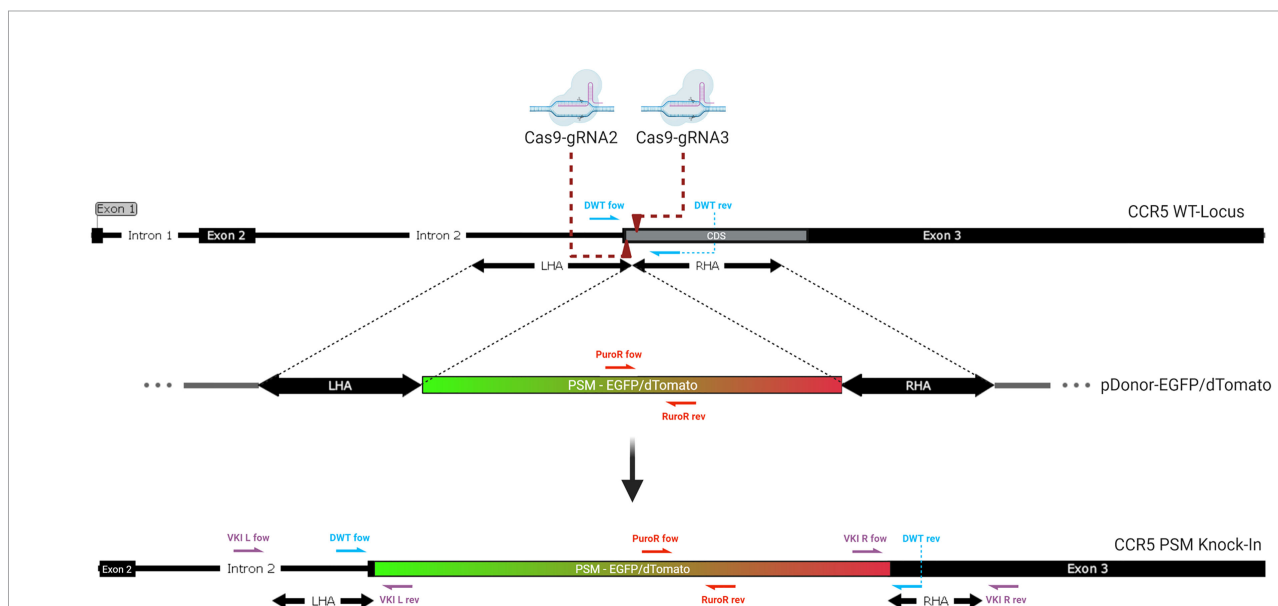 Cas9-gRNA2 Cas9-gRNA3
Exon 1
DWT fow
DWT rev
CCR5 WT-Locus
Intron 1
Exon 2
Intron 2
CDS
Exon 3
LHA
RHA
PuroR fow
LHA
PSM - EGFP/dTomato
RHA
pDonor-EGFP/dTomato
RuroR rev
VKI L fow
DWT fow
PuroR fow
VKI R fow
DWT rev
CCR5 PSM Knock-In
Exon 2
Intron 2
PSM - EGFP/dTomato
Exon 3
LHA
VKI L rev
RuroR rev
RHA
VKI R rev